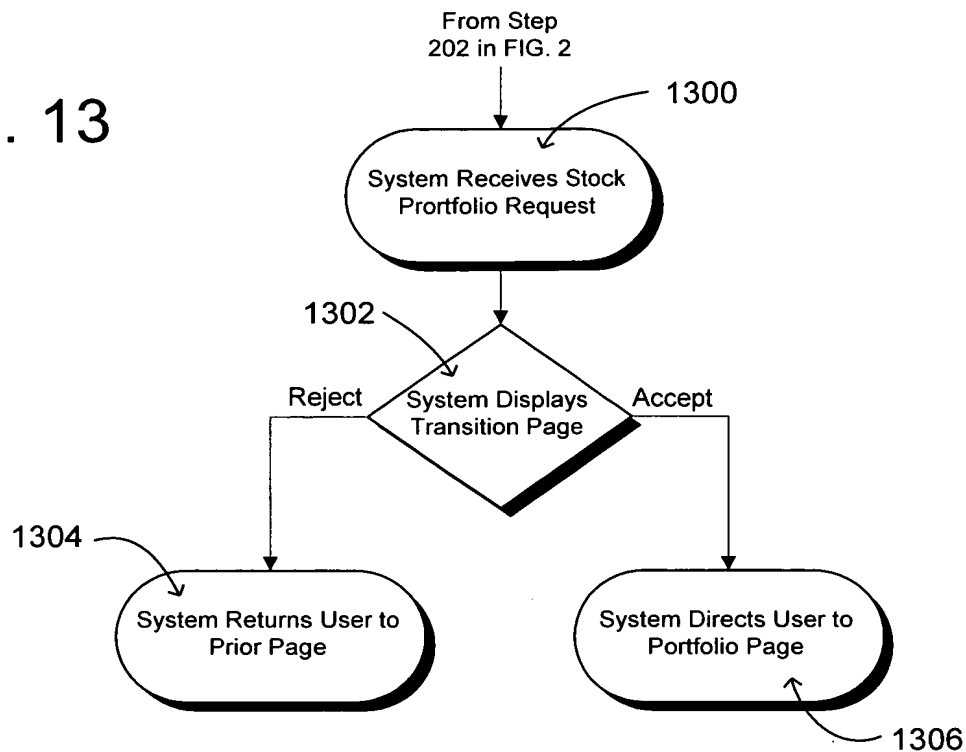 From Step
202 in FIG. 2
. 13
1300
System Receives Stock
Prortfolio Request
1302
Reject
System Displays
Transition Page
Accept
1304
System Returns User to
Prior Page
System Directs User to
Portfolio Page
1306